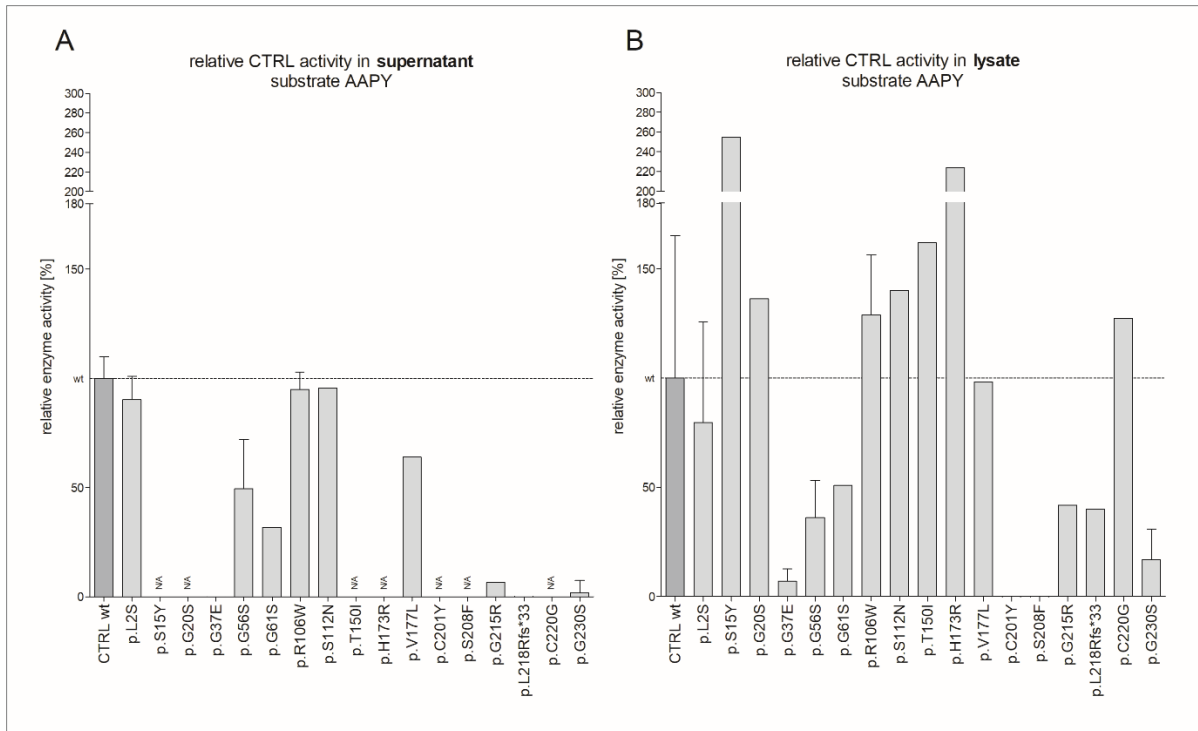 A
relative CTRL activity in supernatant
substrate AAPY
relative enzyme activity [%]
300
280
260
240
220
200
180
150
wt
50
0
N/A
N/A
N/A
N/A
N/A
N/A
N/A
CTRL wt
p.L2S
p.S15Y
p.G20S
p.G37E
p.G56S
p.G61S
p.R106W
p.S112N
p.T150I
p.H173R
p.V177L
p.C201Y
p.S208F
p.G215R
p.L218Rfs*33
p.C220G
p.G230S
B
relative CTRL activity in lysate
substrate AAPY
relative enzyme activity [%]
300
280
260
240
220
200
180
150
wt
50
0
CTRL wt
p.L2S
p.S15Y
p.G20S
p.G37E
p.G56S
p.G61S
p.R106W
p.S112N
p.T150I
p.H173R
p.V177L
p.C201Y
p.S208F
p.G215R
p.L218Rfs*33
p.C220G
p.G230S